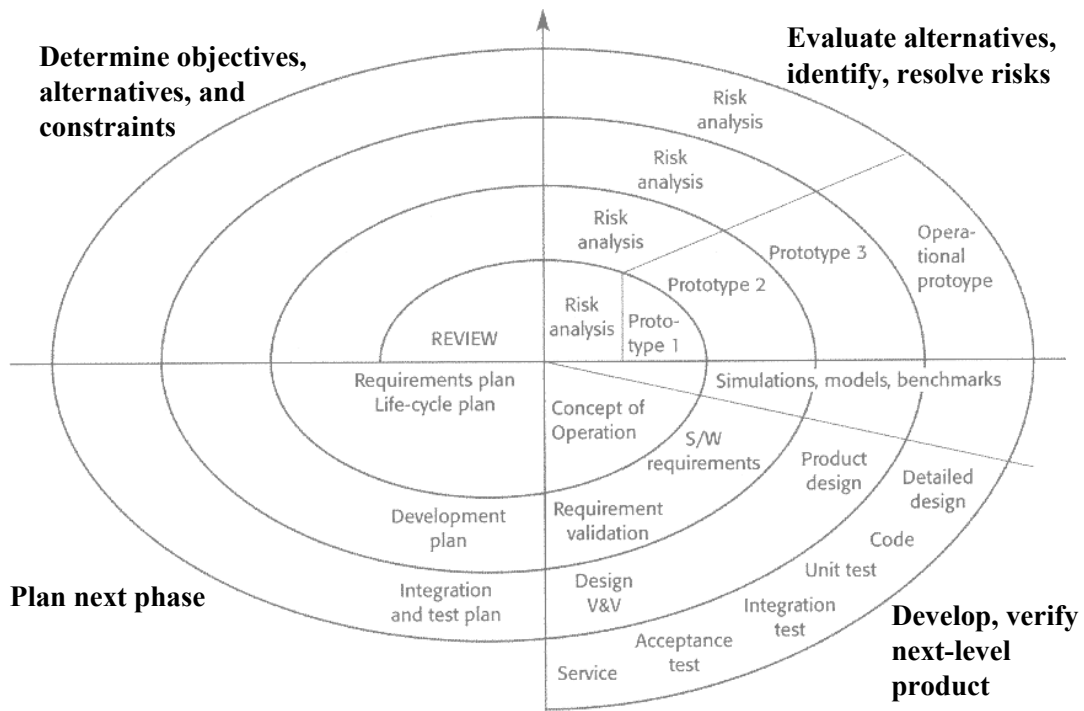 Determine objectives,
alternatives, and
constraints
Evaluate alternatives,
identify, resolve risks
Risk
analysis
Risk
analysis
Risk
analysis
Risk
analysis
Proto-
type 1
Prototype 2
Prototype 3
Opera-
tional
protoype
REVIEW
Requirements plan
Life-cycle plan
Simulations, models, benchmarks
Concept of
Operation
S/W
requirements
Product
design
Detailed
design
Development
plan
Requirement
validation
Code
Unit test
Integration
test
Acceptance
test
Service
Design
V&V
Integration
and test plan
Plan next phase
Develop, verify
next-level
product